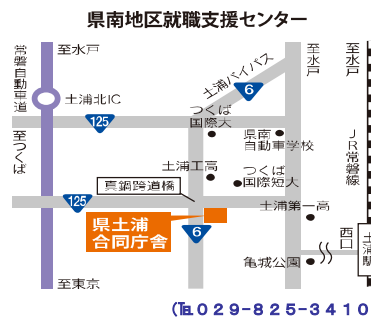 県南地区就職支援センター
至水戸
至水戸
至水戸
常磐自動車道
土浦バイパス
6
土浦北IC
125
つくば
国際大
県南
自動車学校
至つくば
JR常磐線
土浦工高
つくば
国際短大
真鍋跨道橋
125
土浦第一高
県土浦
合同庁舎
6
西口
土浦駅
亀城公園
至東京
(℡029-825-3410